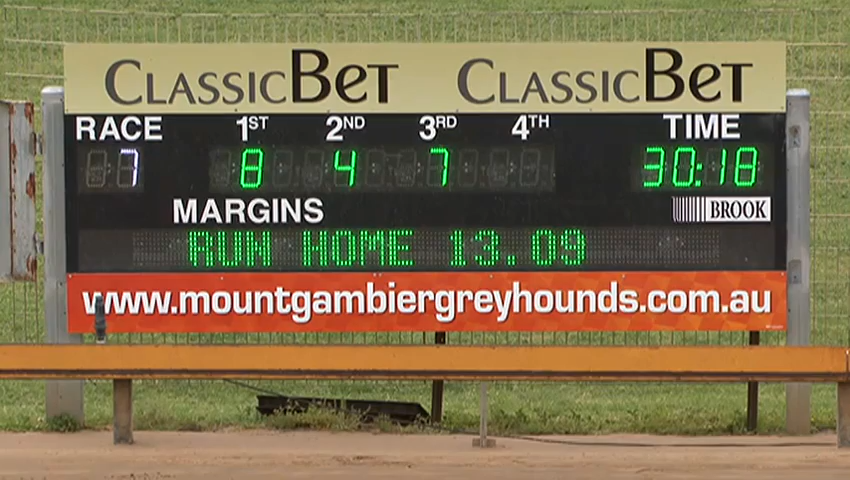 CLASSICBET CLASSICBET
RACE 1ST 2ND 3RD 4TH TIME
7 8 4 7 30:18
MARGINS BROOK
RUN HOME 13.09
www.mountgambiergreyhounds.com.au